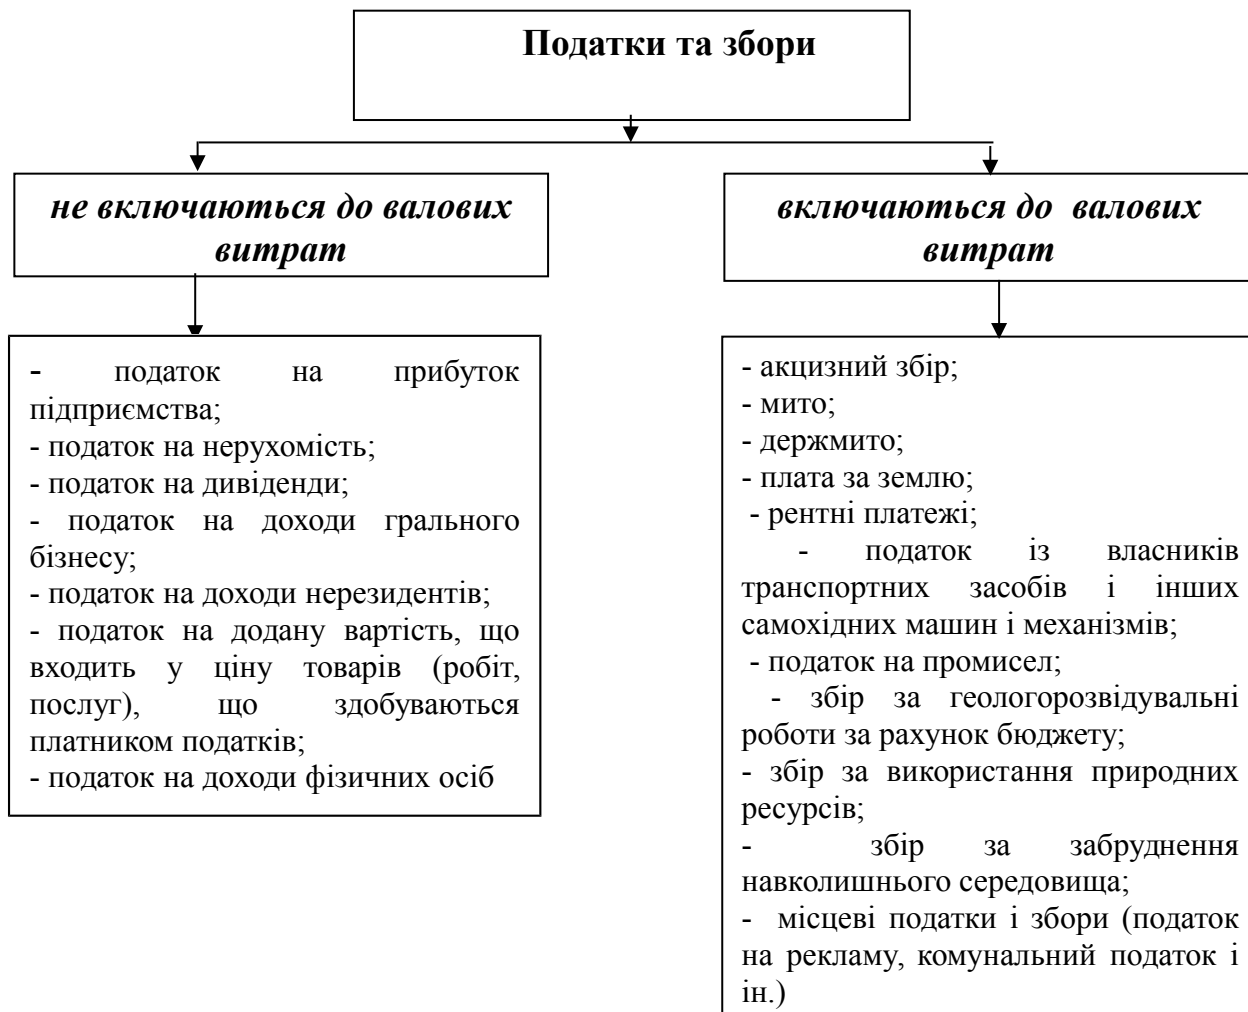 Податки та збори
не включаються до валових
витрат
включаються до валових
витрат
- податок на прибуток
підприємства;
- податок на нерухомість;
- податок на дивіденди;
- податок на доходи грального
бізнесу;
- податок на доходи нерезидентів;
- податок на додану вартість, що
входить у ціну товарів (робіт,
послуг), що здобуваються
платником податків;
- податок на доходи фізичних осіб
- акцизний збір;
- мито;
- держмито;
- плата за землю;
- рентні платежі;
- податок із власників
транспортних засобів і інших
самохідних машин і механізмів;
- податок на промисел;
- збір за геологорозвідувальні
роботи за рахунок бюджету;
- збір за використання природних
ресурсів;
- збір за забруднення
навколишнього середовища;
- місцеві податки і збори (податок
на рекламу, комунальний податок і
ін.)